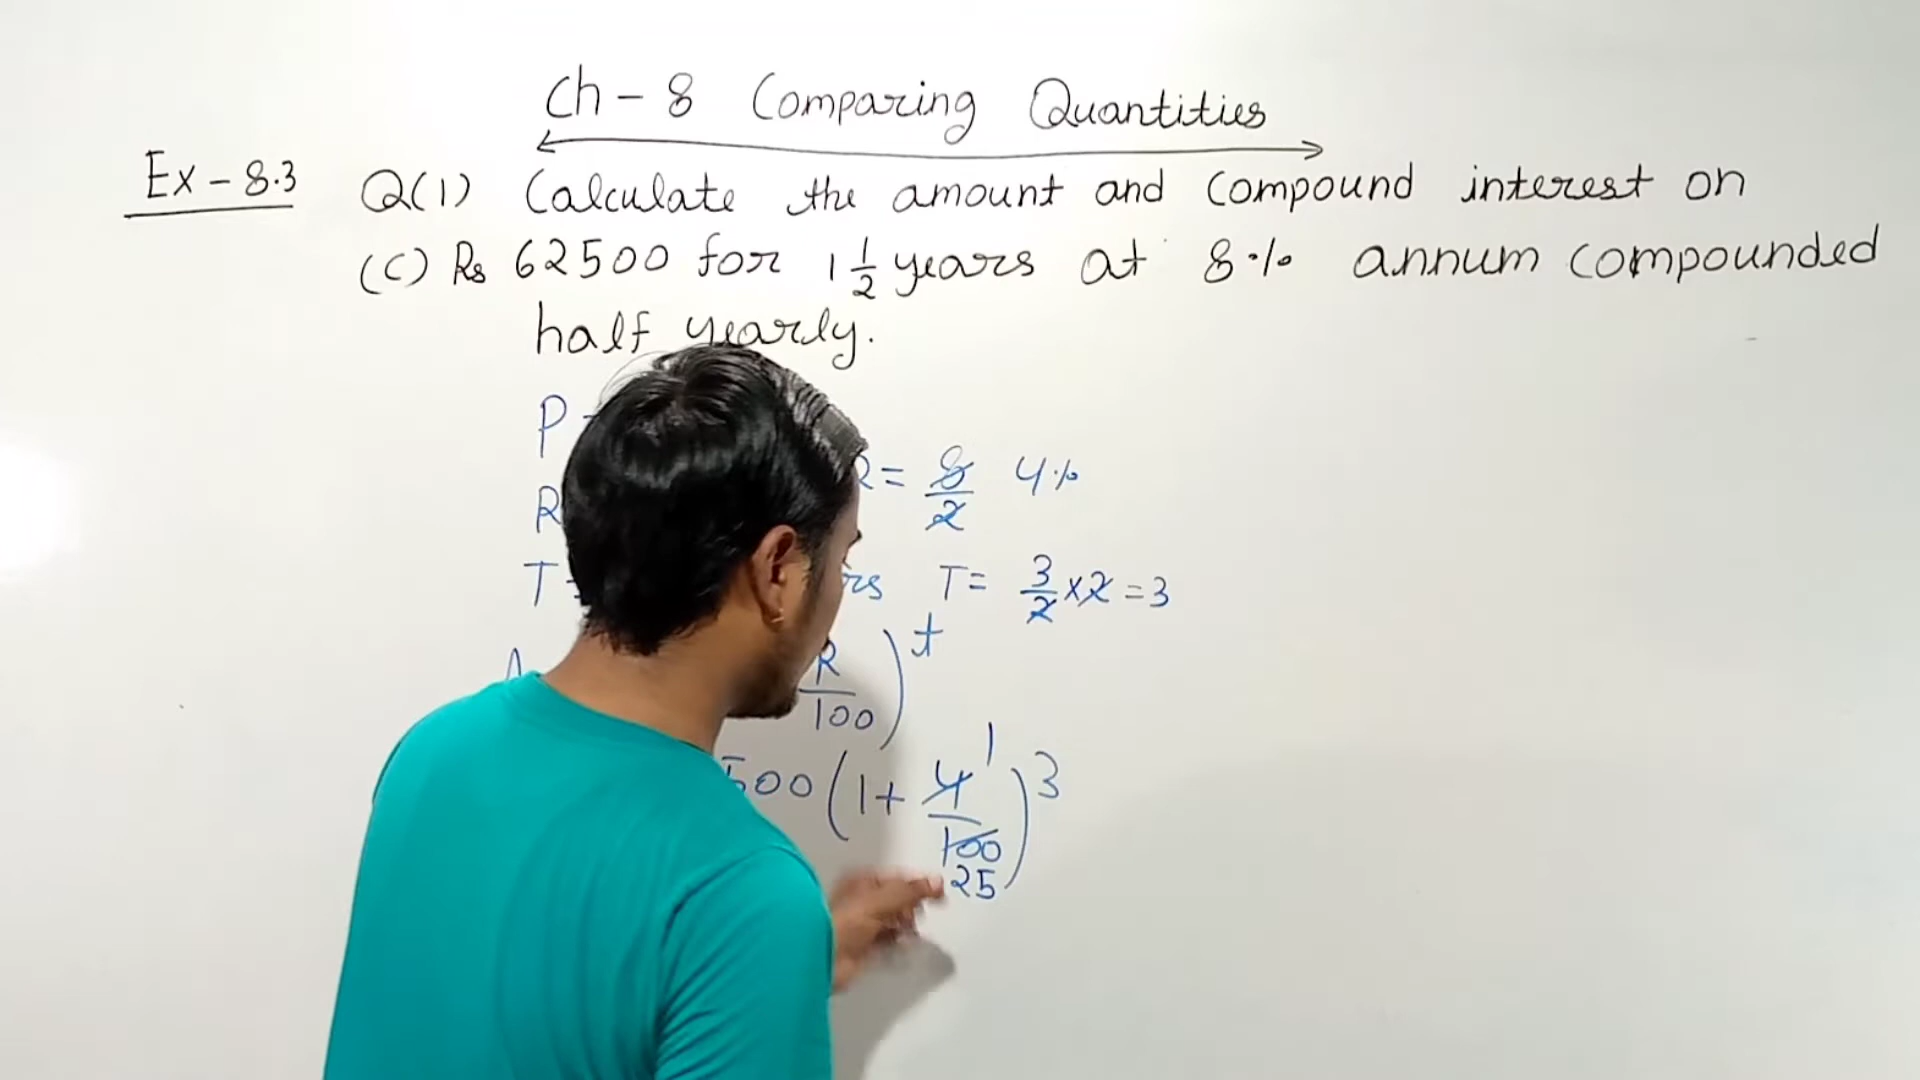 Ch - 8 Comparing Quantities
Ex - 8.3 Q(1) Calculate the amount and compound interest on
(C) Rs 62500 for 1 1/2 years at 8% annum compounded
half yearly.
P
R = 8/2 4%
T = T = 3/2 x 2 = 3
R/100 ) t
500 ( 1 + 4/100 ) 3
1
25